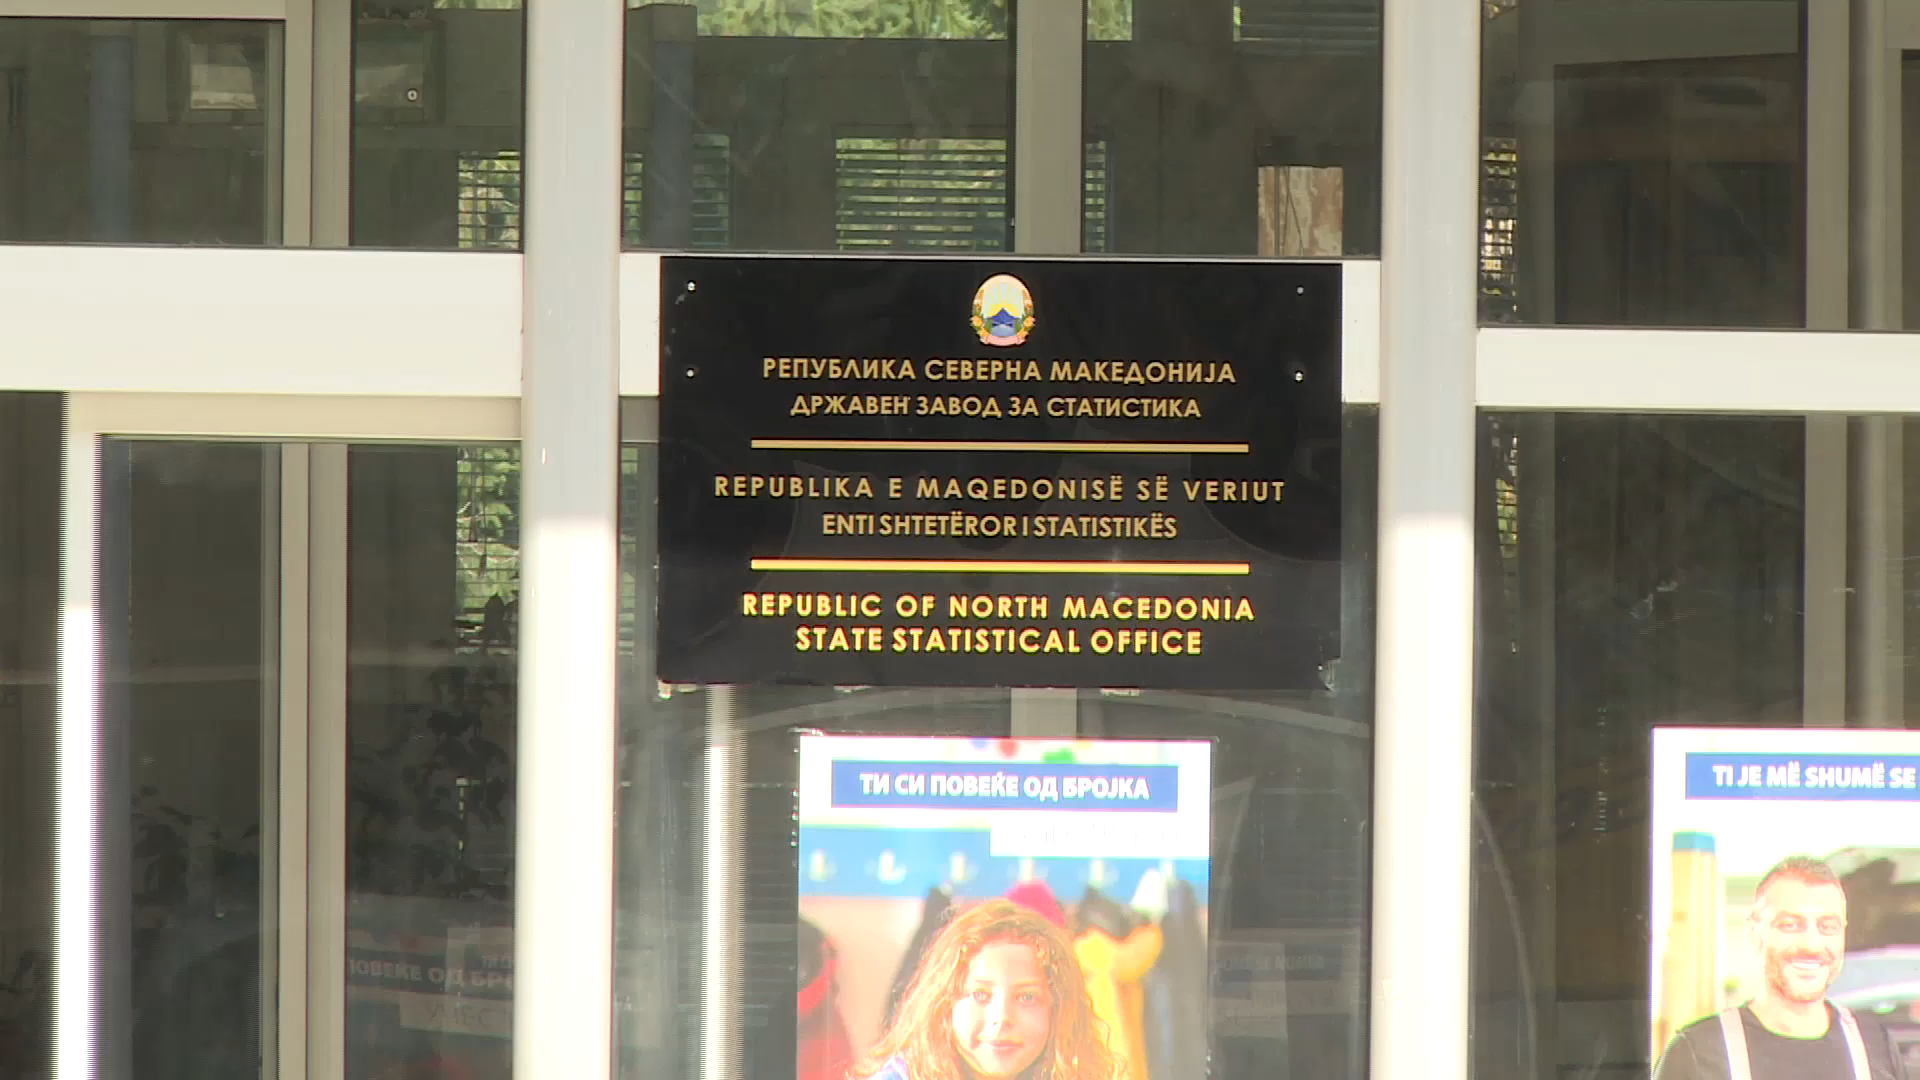 РЕПУБЛИКА СЕВЕРНА МАКЕДОНИЈА
ДРЖАВЕН ЗАВОД ЗА СТАТИСТИКА
REPUBLIKA E MAQEDONISË SË VERIUT
ENTI SHTETËROR I STATISTIKËS
REPUBLIC OF NORTH MACEDONIA
STATE STATISTICAL OFFICE
ТИ СИ ПОВЕЌЕ ОД БРОЈКА
TI JE MË SHUMË SE